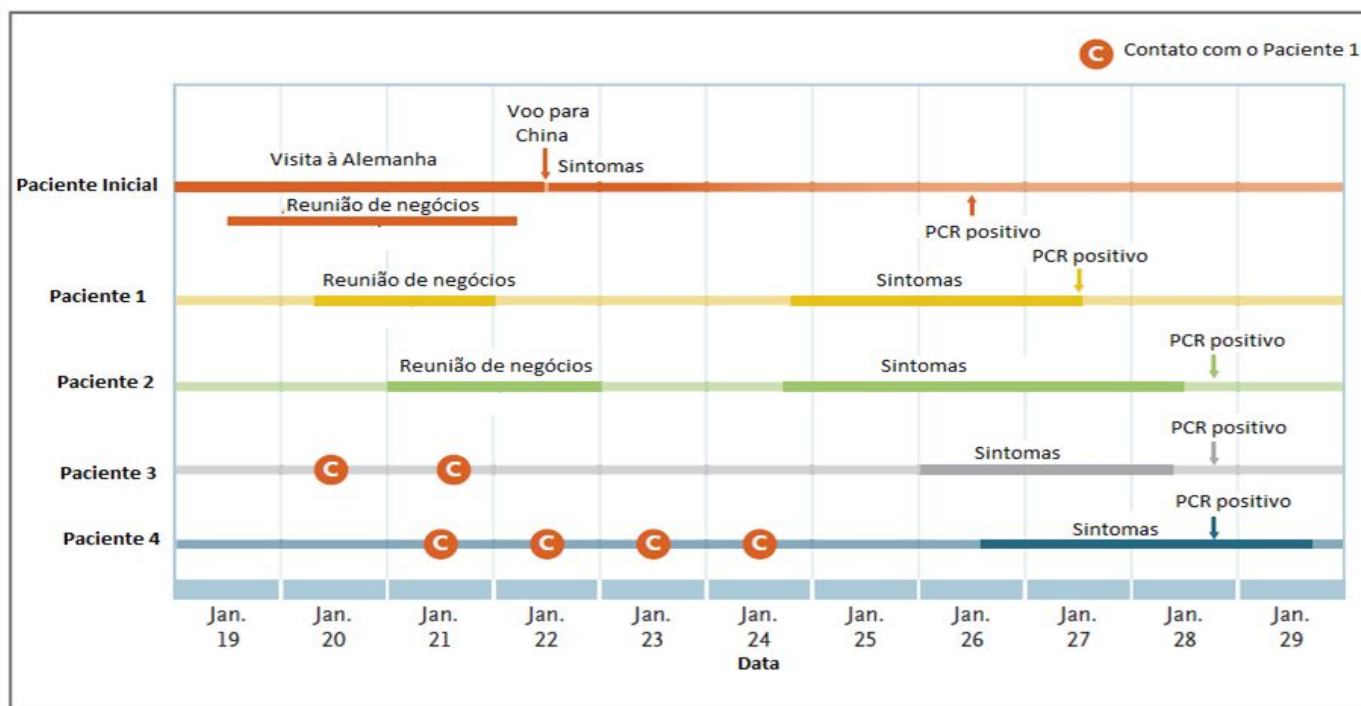 C Contato com o Paciente 1
Voo para
China
Visita à Alemanha
Sintomas
Paciente Inicial
Reunião de negócios
PCR positivo
PCR positivo
Reunião de negócios
Sintomas
Paciente 1
PCR positivo
Reunião de negócios
Sintomas
Paciente 2
PCR positivo
Sintomas
Paciente 3
C C
PCR positivo
Sintomas
Paciente 4
C C C C
Jan. Jan. Jan. Jan. Jan. Jan. Jan. Jan. Jan. Jan. Jan.
19 20 21 22 23 24 25 26 27 28 29
Data